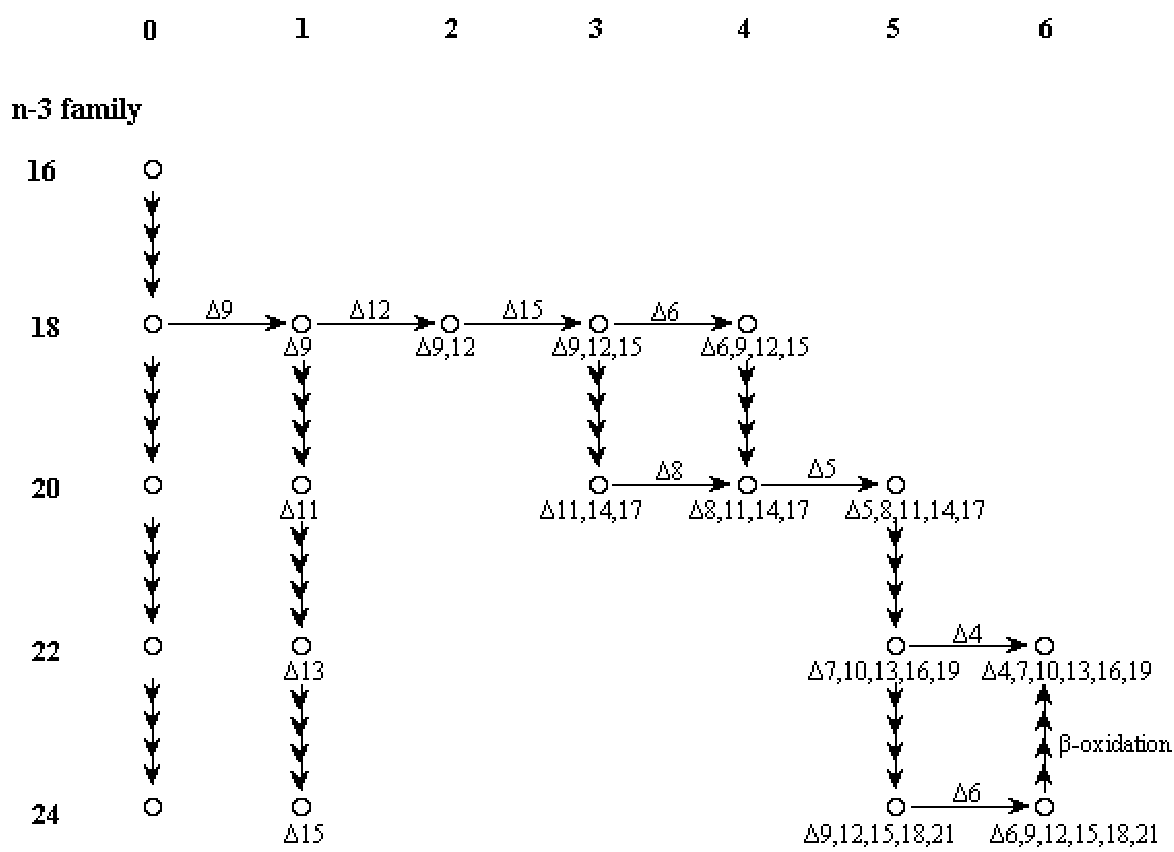 0 1 2 3 4 5 6
n-3 family
16
18
Δ9 Δ12 Δ15 Δ6
Δ9 Δ9,12 Δ9,12,15 Δ6,9,12,15
20
Δ8 Δ5
Δ11 Δ11,14,17 Δ8,11,14,17 Δ5,8,11,14,17
22
Δ4
Δ13 Δ7,10,13,16,19 Δ4,7,10,13,16,19
β-oxidation
24
Δ6
Δ15 Δ9,12,15,18,21 Δ6,9,12,15,18,21